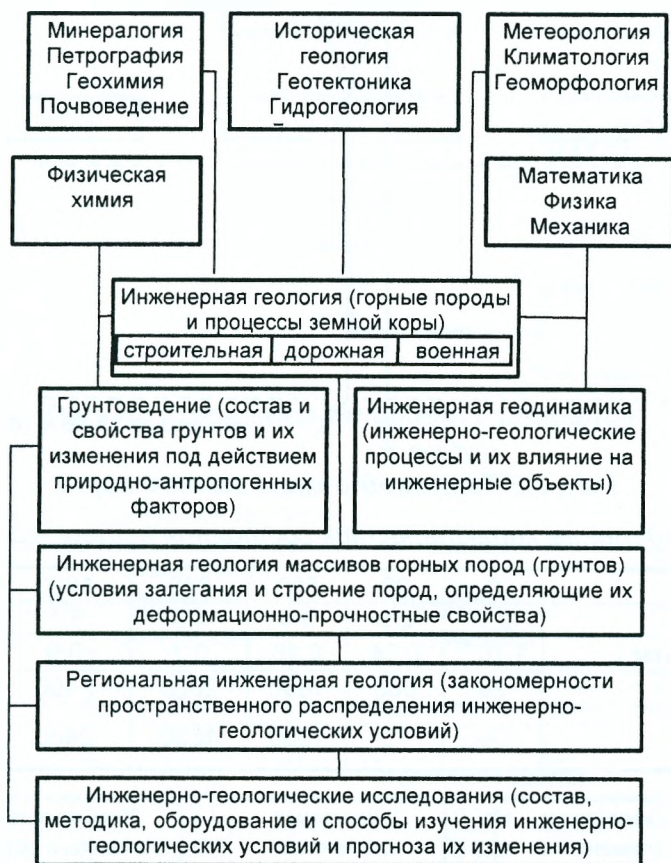 Минералогия
Петрография
Геохимия
Почвоведение
Историческая
геология
Геотектоника
Гидрогеология
Метеорология
Климатология
Геоморфология
Физическая
химия
Математика
Физика
Механика
Инженерная геология (горные породы
и процессы земной коры)
строительная дорожная военная
Грунтоведение (состав и
свойства грунтов и их
изменения под действием
природно-антропогенных
факторов)
Инженерная геодинамика
(инженерно-геологические
процессы и их влияние на
инженерные объекты)
Инженерная геология массивов горных пород (грунтов)
(условия залегания и строение пород, определяющие их
деформационно-прочностные свойства)
Региональная инженерная геология (закономерности
пространственного распределения инженерно-
геологических условий)
Инженерно-геологические исследования (состав,
методика, оборудование и способы изучения инженерно-
геологических условий и прогноза их изменения)